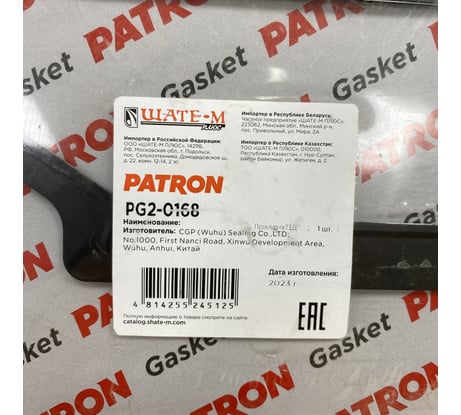 Gasket
PATRON
Gasket
PATRON
ШАТЕ-М
плюс
Импортер в Российской Федерации:
ООО «ШАТЕ-М ПЛЮС», 142116,
РФ, Московская обл., г. Подольск,
пос. Сельхозтехника, Домодедовское ш.,
д. 22, комн. 12-14, 2 эт.
Импортер в Республике Беларусь:
Частное предприятие «ШАТЕ-М ПЛЮС»,
223062, Минская обл., Минский р-н,
пос. Привольный, ул. Мира, 2А
Импортер в Республике Казахстан:
ТОО «ШАТЕ-М ПЛЮС», 010000,
Республика Казахстан, г. Нур-Султан,
район Байконыр, ул. Жетиген, д. 2
PATRON
PG2-0168
Наименование: Прокладка ГБЦ 1 шт.
Изготовитель: CGP (Wuhu) Sealing Co.,LTD;
No.1000, First Nanci Road, Xinwu Development Area,
Wuhu, Anhui, Китай
4 814255 245125
Дата изготовления:
2023 г.
EAC
Подробную информацию о товаре смотрите на сайте:
catalog.shate-m.com
PATRON
Gasket
PATRON
Gasket
PATRON